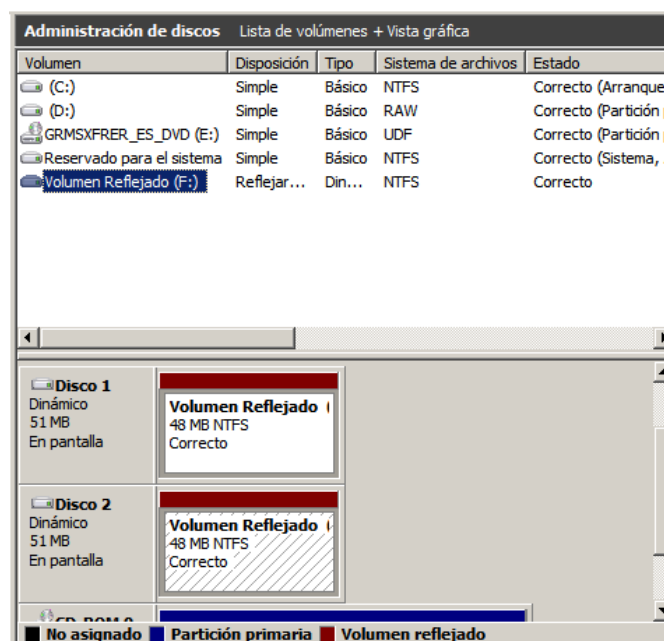 Administración de discos Lista de volúmenes + Vista gráfica
Volumen Disposición Tipo Sistema de archivos Estado
(C:) Simple Básico NTFS Correcto (Arranque
(D:) Simple Básico RAW Correcto (Partición
GRMSXFRER_ES_DVD (E:) Simple Básico UDF Correcto (Partición
Reservado para el sistema Simple Básico NTFS Correcto (Sistema,
Volumen Reflejado (F:) Reflejar... Din... NTFS Correcto
Disco 1
Dinámico
51 MB
En pantalla
Volumen Reflejado (
48 MB NTFS
Correcto
Disco 2
Dinámico
51 MB
En pantalla
Volumen Reflejado (
48 MB NTFS
Correcto
CD-ROM 0
No asignado Partición primaria Volumen reflejado